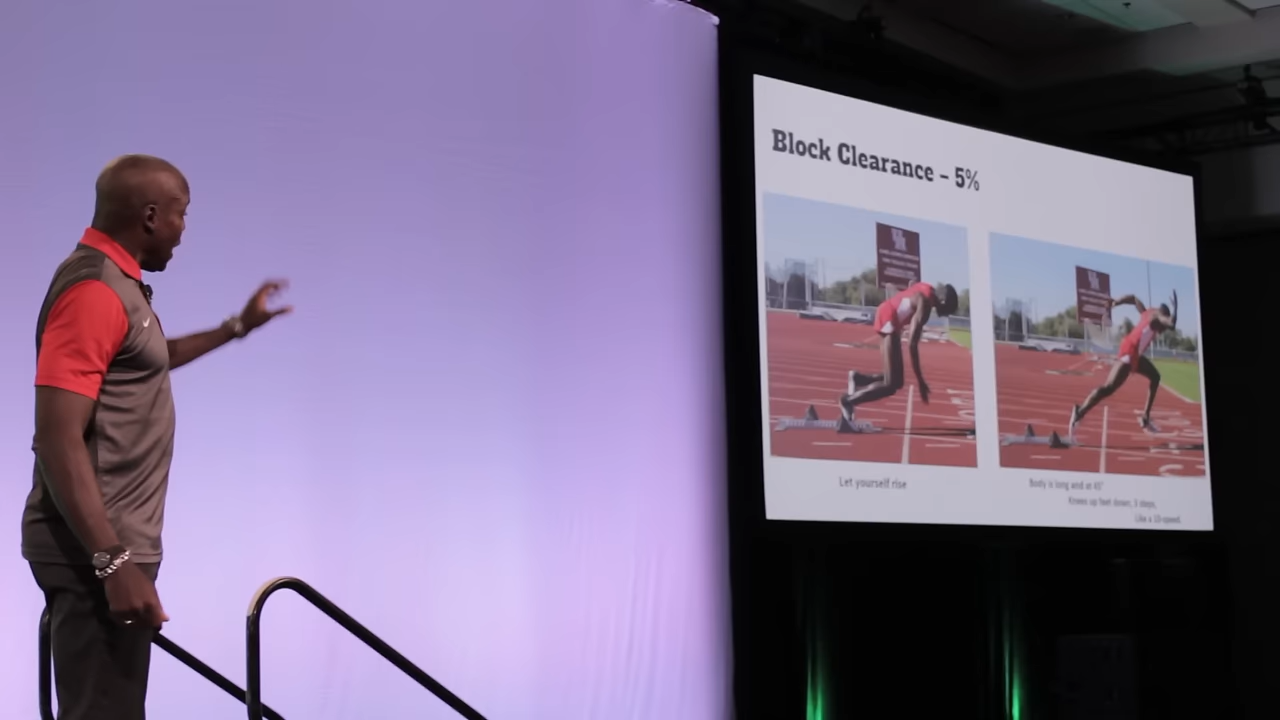 Block Clearance – 5%
Let yourself rise
Body is long and at 45°
Knees up feet down, 3 steps,
Like a 10-speed.